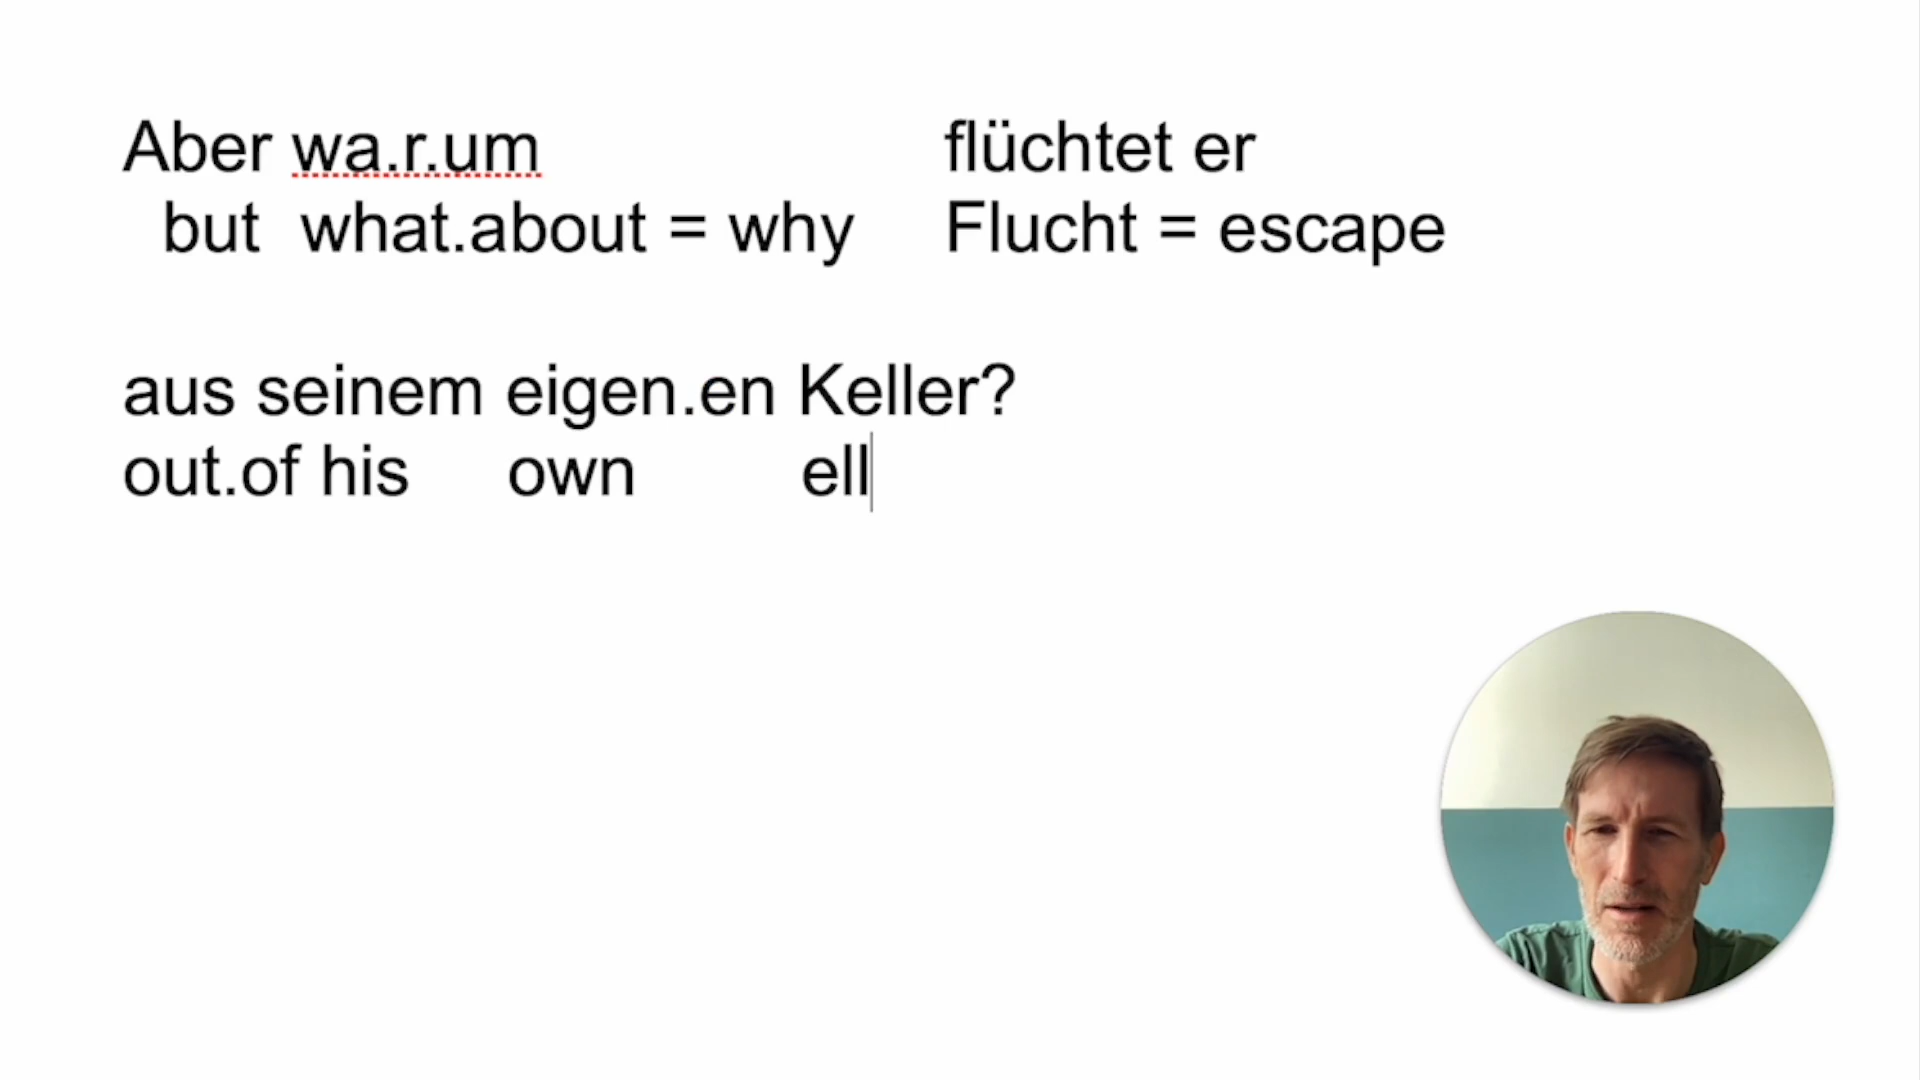 Aber wa.r.um flüchtet er
but what.about = why Flucht = escape
aus seinem eigen.en Keller?
out.of his own ell